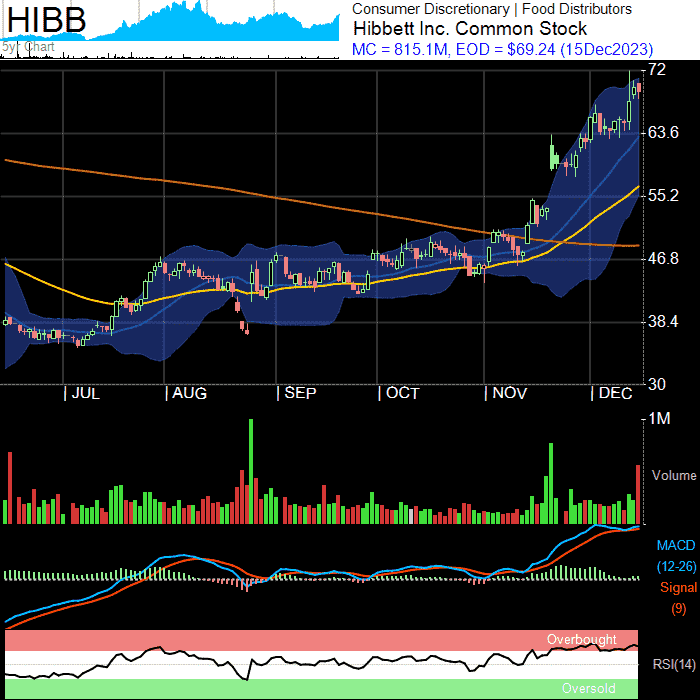 HIBB
5yr Chart
Consumer Discretionary | Food Distributors
Hibbett Inc. Common Stock
MC = 815.1M, EOD = $69.24 (15Dec2023)
72
63.6
55.2
46.8
38.4
30
| JUL | AUG | SEP | OCT | NOV | DEC
1M
Volume
MACD
(12-26)
Signal
(9)
Overbought
RSI(14)
Oversold